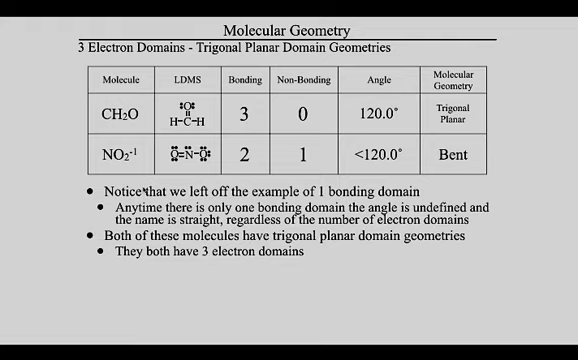 Molecular Geometry
3 Electron Domains - Trigonal Planar Domain Geometries
Molecule LDMS Bonding Non-Bonding Angle Molecular Geometry
CH₂O :O: H-C-H 3 0 120.0° Trigonal Planar
NO₂⁻¹ O=N-O: 2 1 <120.0° Bent
• Notice that we left off the example of 1 bonding domain
• Anytime there is only one bonding domain the angle is undefined and
the name is straight, regardless of the number of electron domains
• Both of these molecules have trigonal planar domain geometries
• They both have 3 electron domains